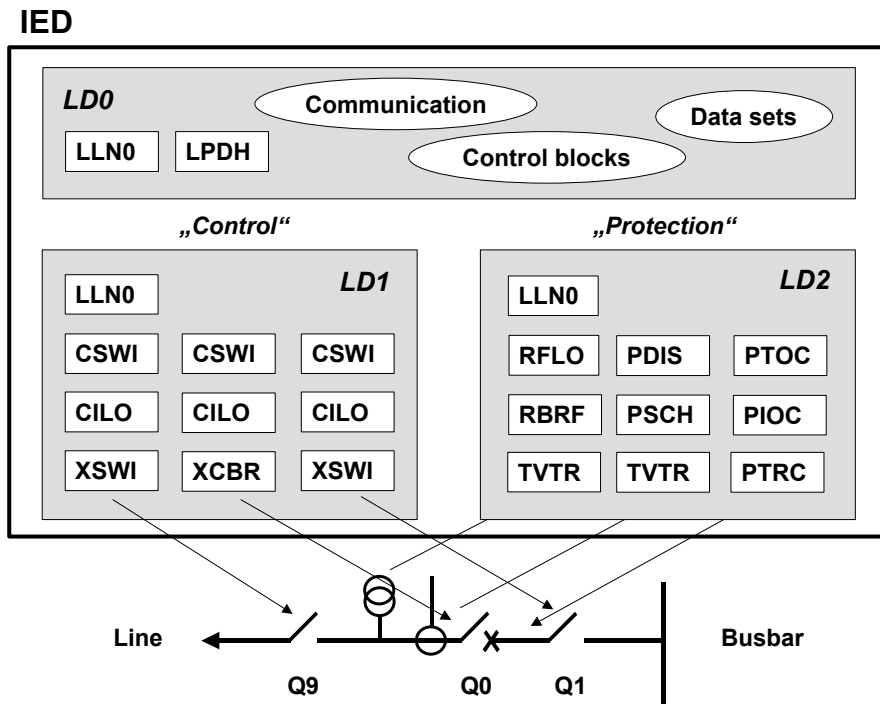 IED
LD0
Communication
Data sets
LLN0 LPDH
Control blocks
„Control“ „Protection“
LD1
LLN0
CSWI CSWI CSWI
CILO CILO CILO
XSWI XCBR XSWI
LD2
LLN0
RFLO PDIS PTOC
RBRF PSCH PIOC
TVTR TVTR PTRC
Line Busbar
Q9 Q0 Q1